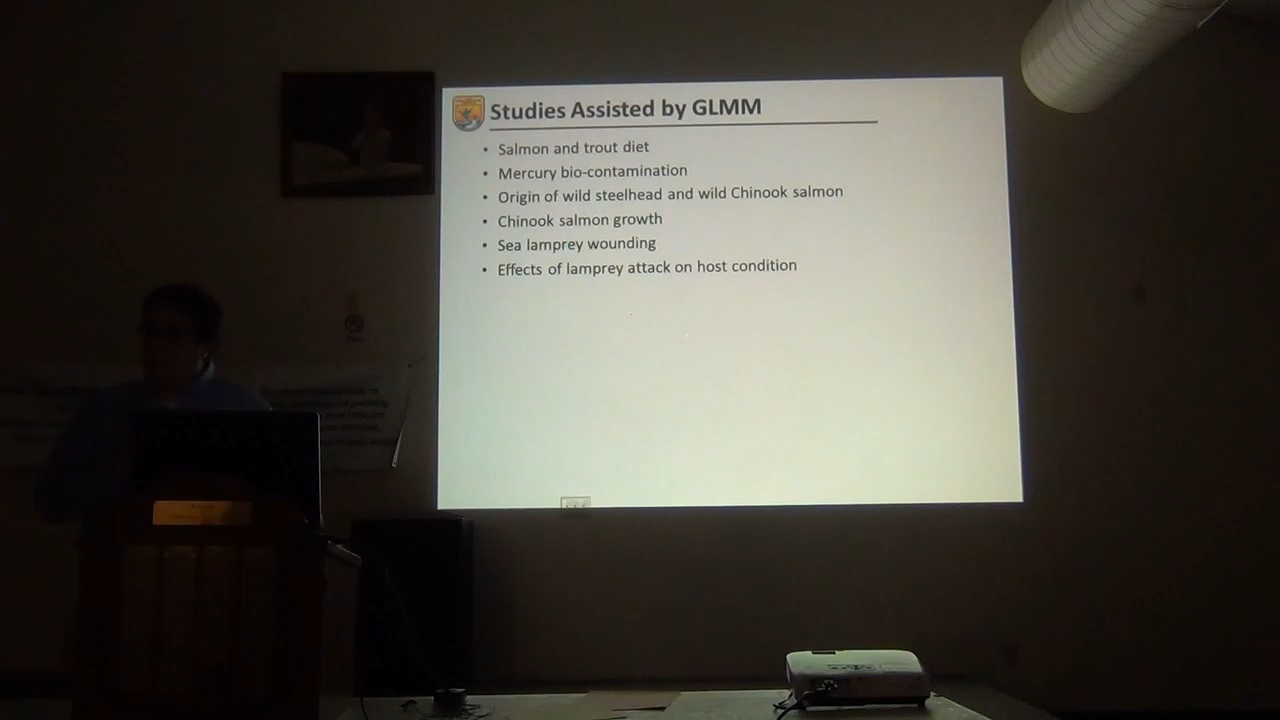 Studies Assisted by GLMM
• Salmon and trout diet
• Mercury bio-contamination
• Origin of wild steelhead and wild Chinook salmon
• Chinook salmon growth
• Sea lamprey wounding
• Effects of lamprey attack on host condition